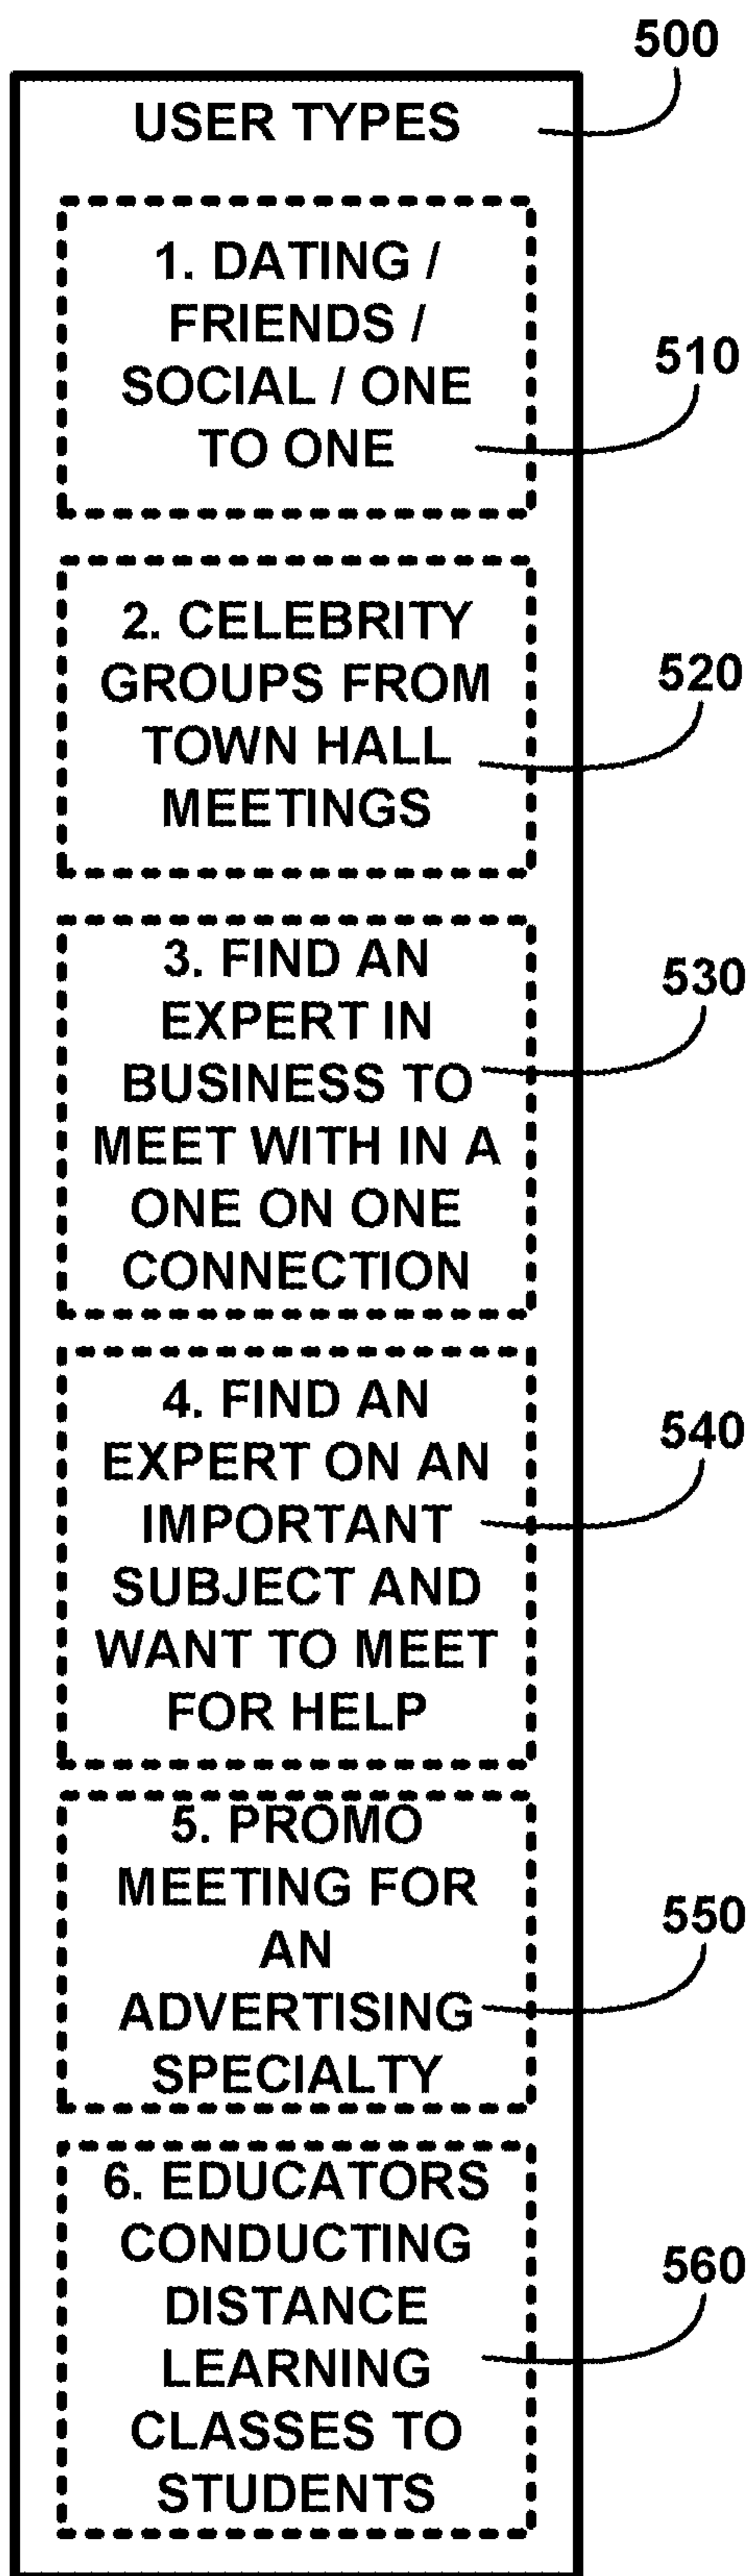 500
USER TYPES
1. DATING /
FRIENDS /
SOCIAL / ONE
TO ONE
510
2. CELEBRITY
GROUPS FROM
TOWN HALL
MEETINGS
520
3. FIND AN
EXPERT IN
BUSINESS TO
MEET WITH IN A
ONE ON ONE
CONNECTION
530
4. FIND AN
EXPERT ON AN
IMPORTANT
SUBJECT AND
WANT TO MEET
FOR HELP
540
5. PROMO
MEETING FOR
AN
ADVERTISING
SPECIALTY
550
6. EDUCATORS
CONDUCTING
DISTANCE
LEARNING
CLASSES TO
STUDENTS
560